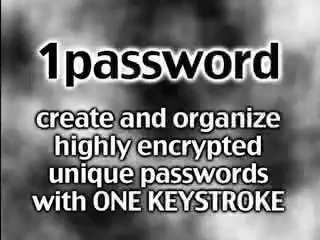 1password
create and organize
highly encrypted
unique passwords
with ONE KEYSTROKE